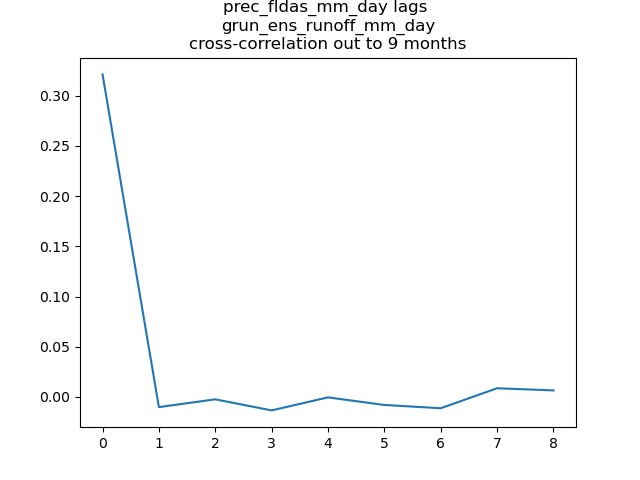 prec_fldas_mm_day lags
grun_ens_runoff_mm_day
cross-correlation out to 9 months
0.30
0.25
0.20
0.15
0.10
0.05
0.00
0 1 2 3 4 5 6 7 8